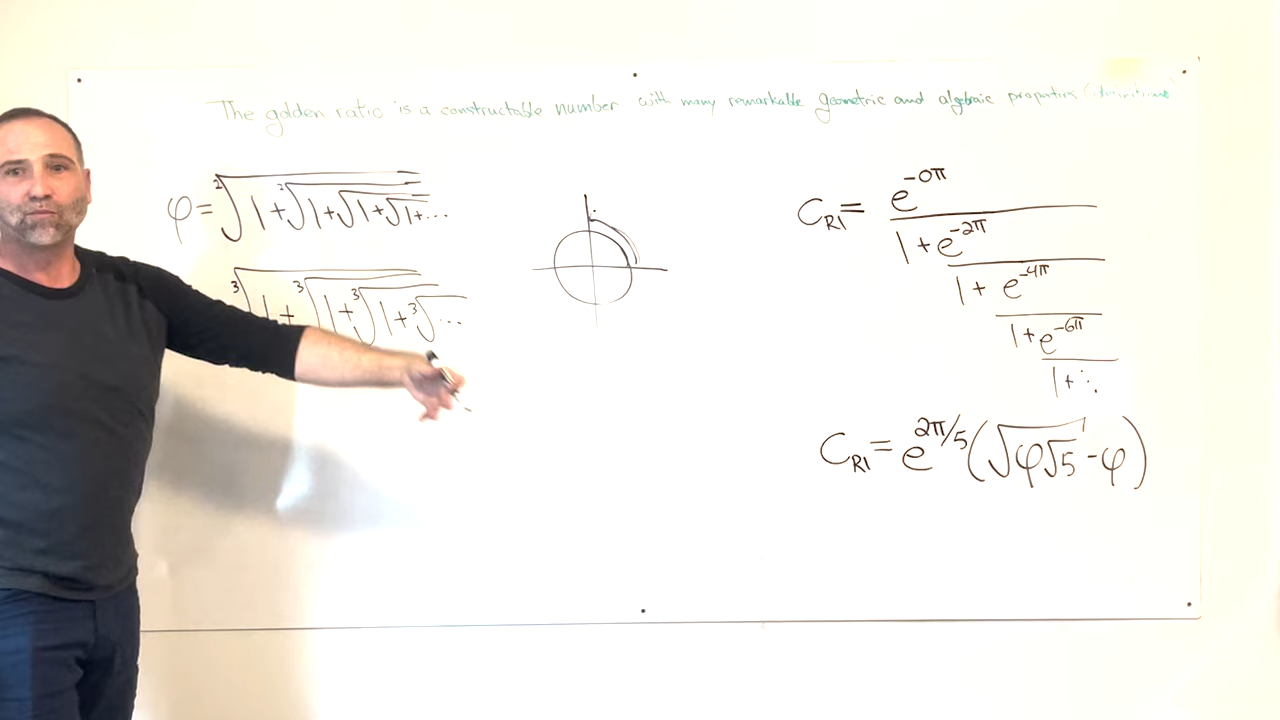 The golden ratio is a constructable number with many remarkable geometric and algebraic properties
φ = ²√1 + ²√1 + √1 + √1 + ...
³√1 + ³√1 + ³√1 + ³√...
C_R1 = e^-0π
1 + e^-2π
1 + e^-4π
1 + e^-6π
1 + ⋱
C_R1 = e^2π/5 (√φ√5 - φ)